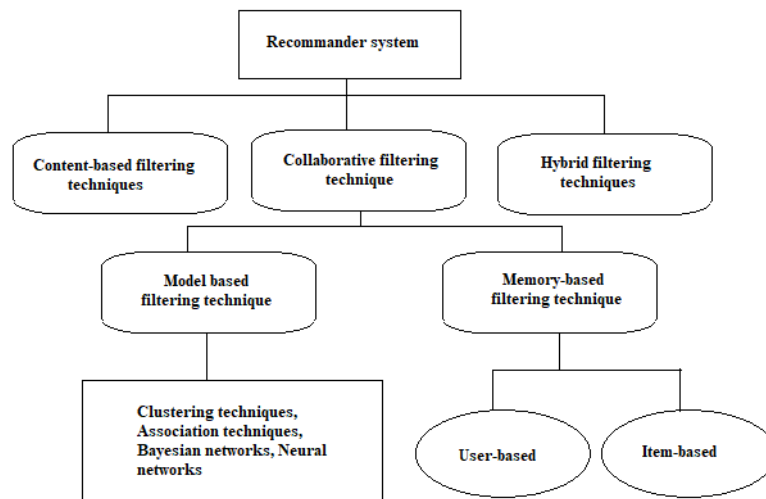 Recommander system
Content-based filtering
techniques
Collaborative filtering
technique
Hybrid filtering
techniques
Model based
filtering technique
Memory-based
filtering technique
Clustering techniques,
Association techniques,
Bayesian networks, Neural
networks
User-based
Item-based